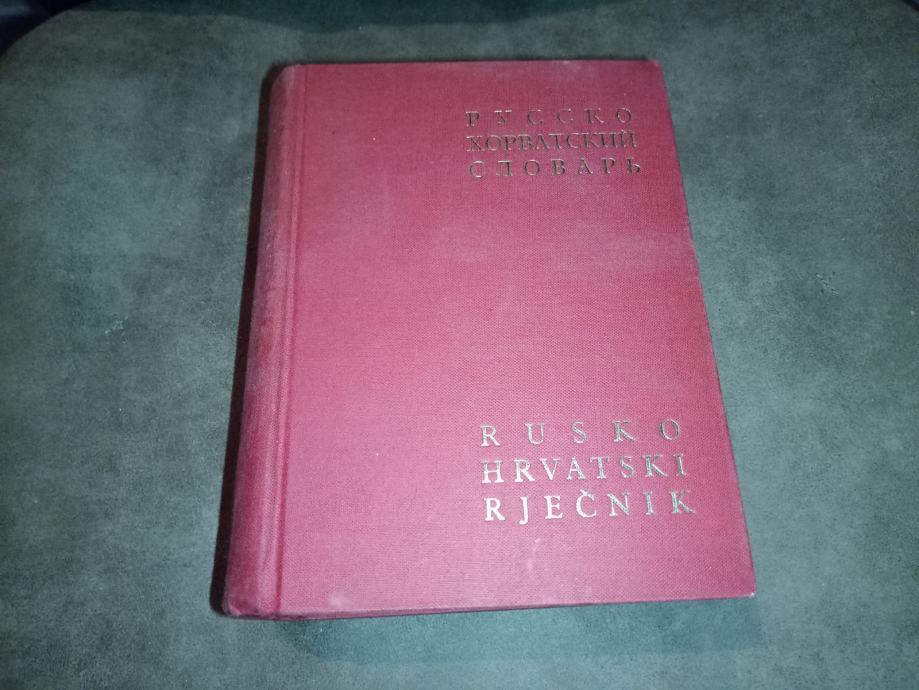 РУССКО
ХОРВАТСКИЙ
СЛОВАРЬ
RUSKO
HRVATSKI
RJEČNIK